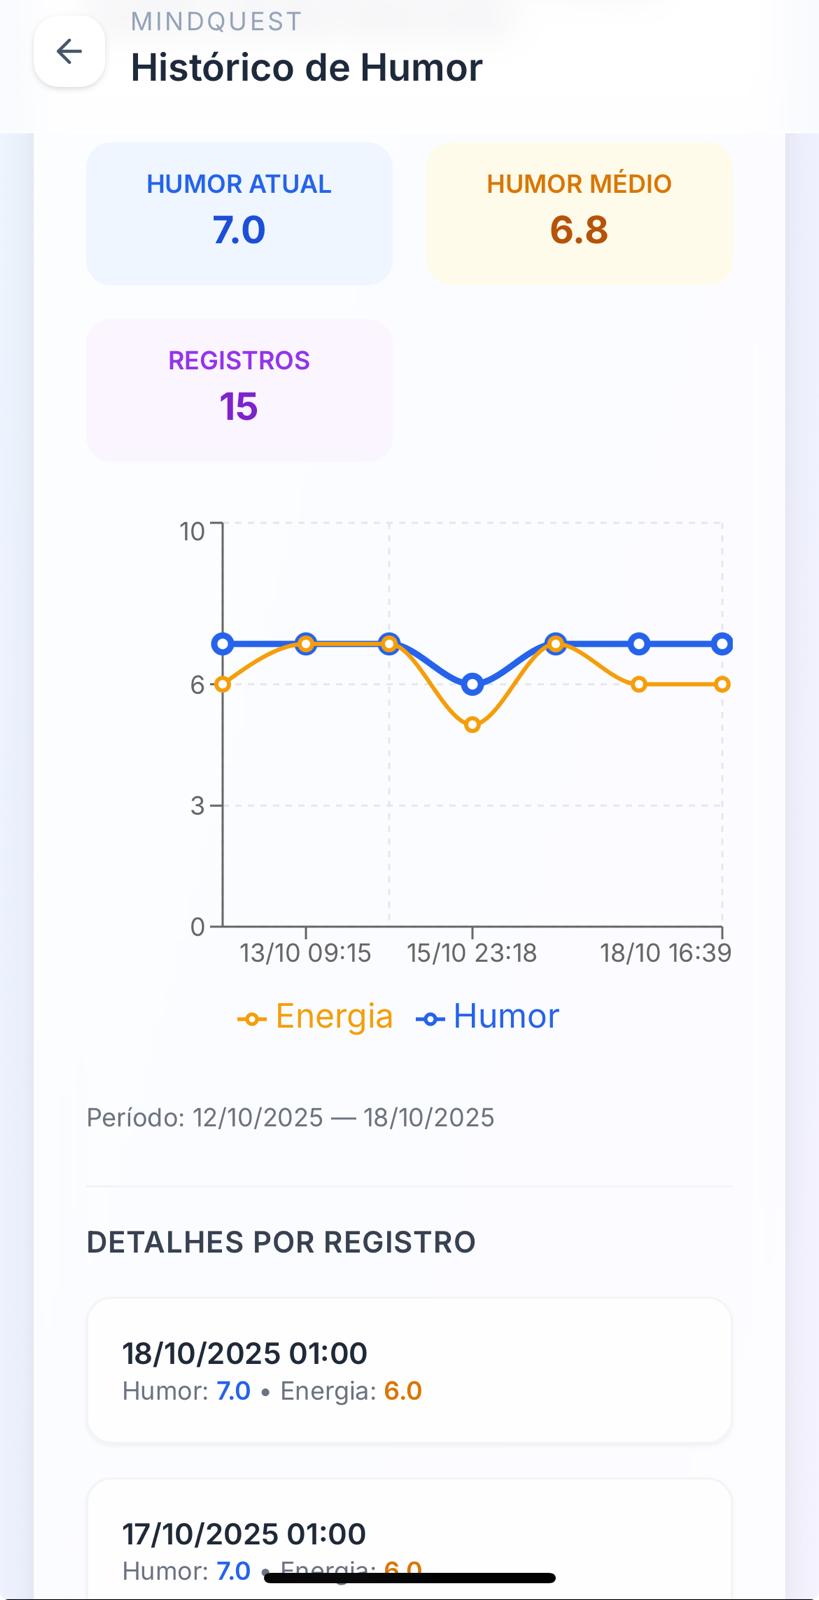 MINDQUEST
Histórico de Humor
HUMOR ATUAL
7.0
HUMOR MÉDIO
6.8
REGISTROS
15
10
6
3
0
13/10 09:15 15/10 23:18 18/10 16:39
Energia Humor
Período: 12/10/2025 — 18/10/2025
DETALHES POR REGISTRO
18/10/2025 01:00
Humor: 7.0 • Energia: 6.0
17/10/2025 01:00
Humor: 7.0 • Energia: 6.0